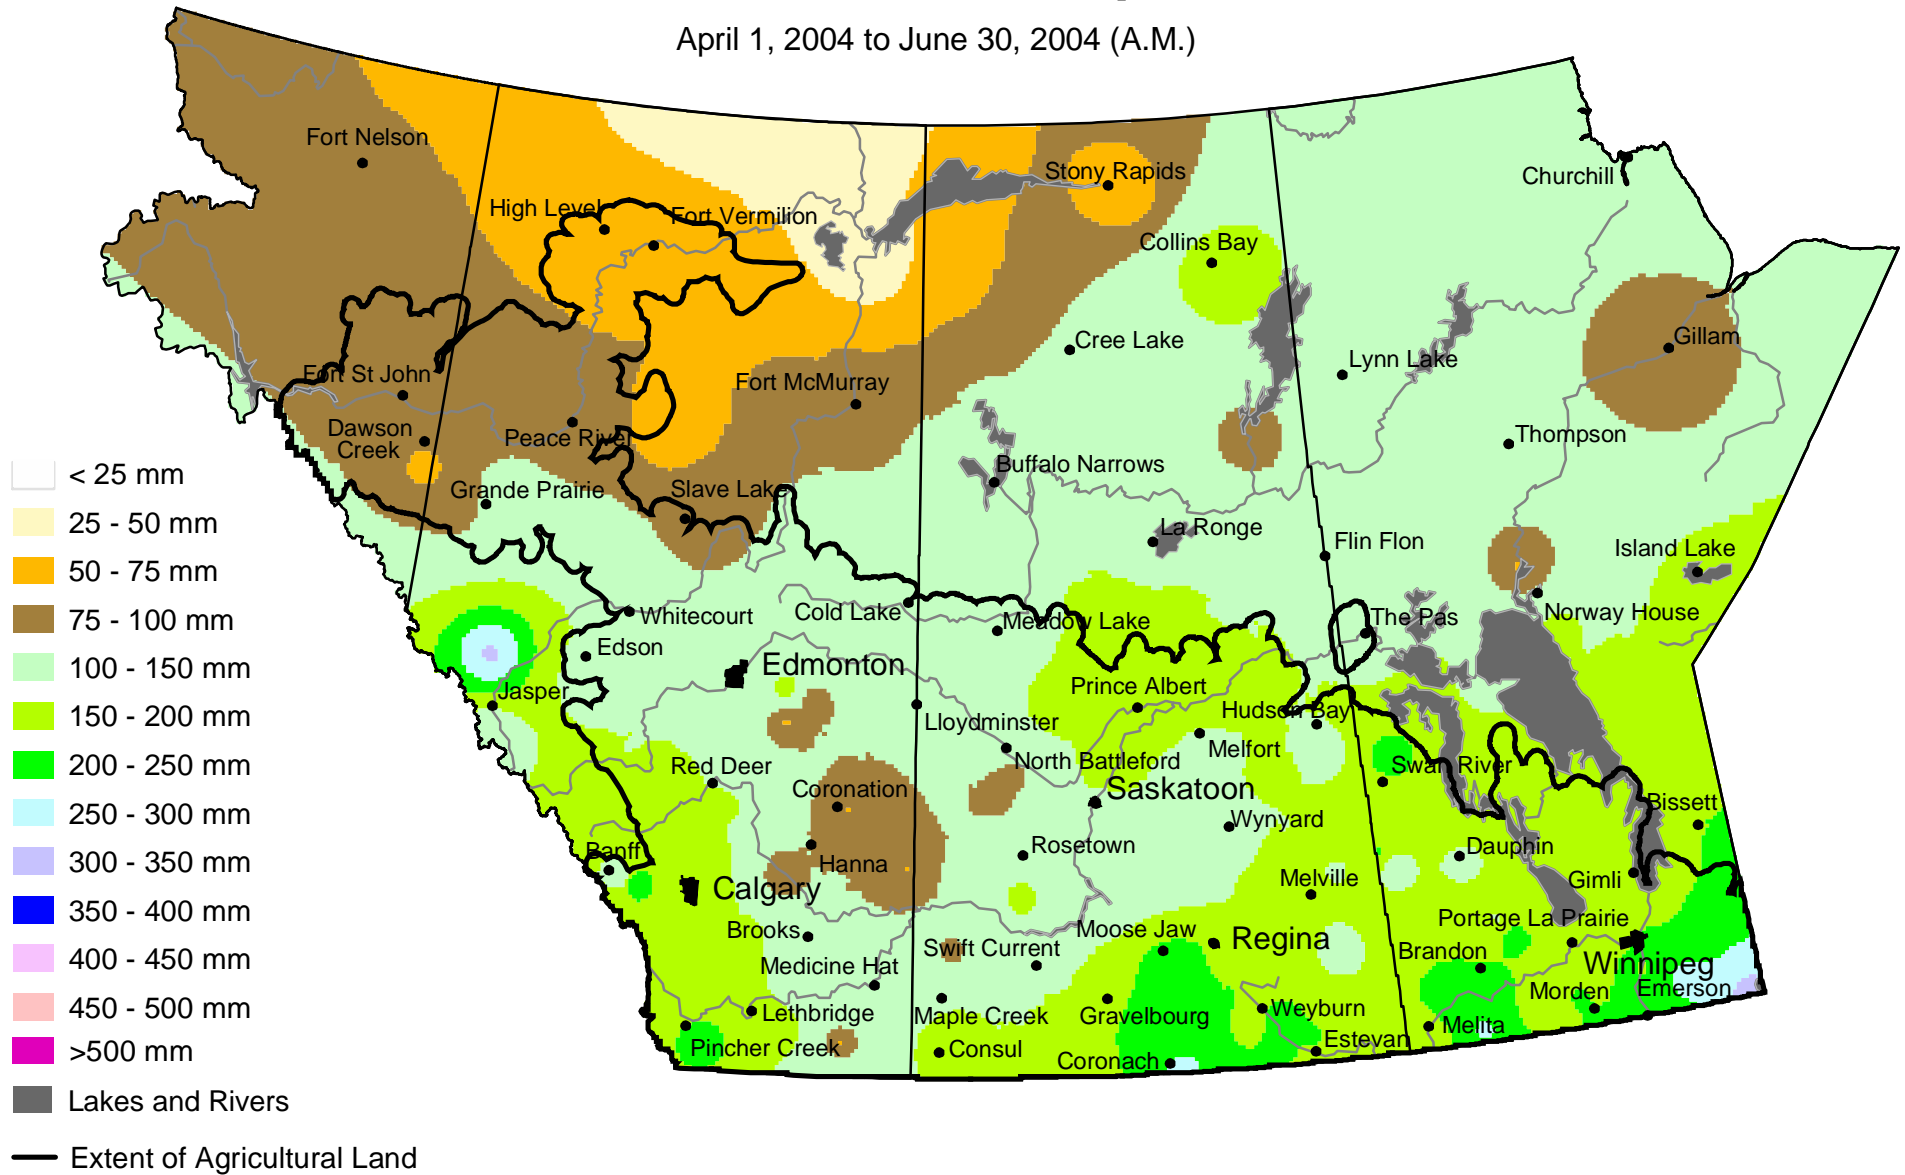 April 1, 2004 to June 30, 2004 (A.M.)
Fort Nelson
Churchill
Stony Rapids
High Level
Fort Vermilion
Collins Bay
Gillam
Cree Lake
Lynn Lake
Fort St John
Fort McMurray
Dawson
Creek
Peace River
Thompson
Buffalo Narrows
Grande Prairie
Slave Lake
La Ronge
Flin Flon
Island Lake
Whitecourt
Cold Lake
Meadow Lake
The Pas
Norway House
Edson
Edmonton
Jasper
Prince Albert
Hudson Bay
Lloydminster
Melfort
North Battleford
Red Deer
Swan River
Coronation
Saskatoon
Bissett
Wynyard
Banff
Hanna
Rosetown
Dauphin
Calgary
Melville
Gimli
Portage La Prairie
Brooks
Swift Current
Moose Jaw
Regina
Brandon
Medicine Hat
Winnipeg
Morden
Emerson
Lethbridge
Maple Creek
Gravelbourg
Weyburn
Melita
Pincher Creek
Consul
Coronach
Estevan
< 25 mm
25 - 50 mm
50 - 75 mm
75 - 100 mm
100 - 150 mm
150 - 200 mm
200 - 250 mm
250 - 300 mm
300 - 350 mm
350 - 400 mm
400 - 450 mm
450 - 500 mm
>500 mm
Lakes and Rivers
Extent of Agricultural Land